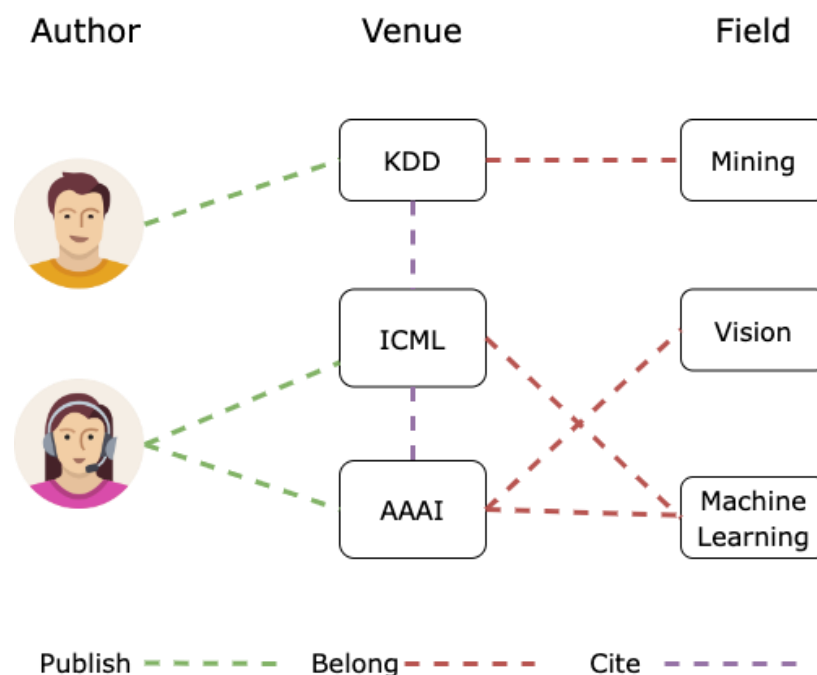 Author Venue Field
KDD Mining
ICML Vision
AAAI Machine
Learning
Publish Belong Cite